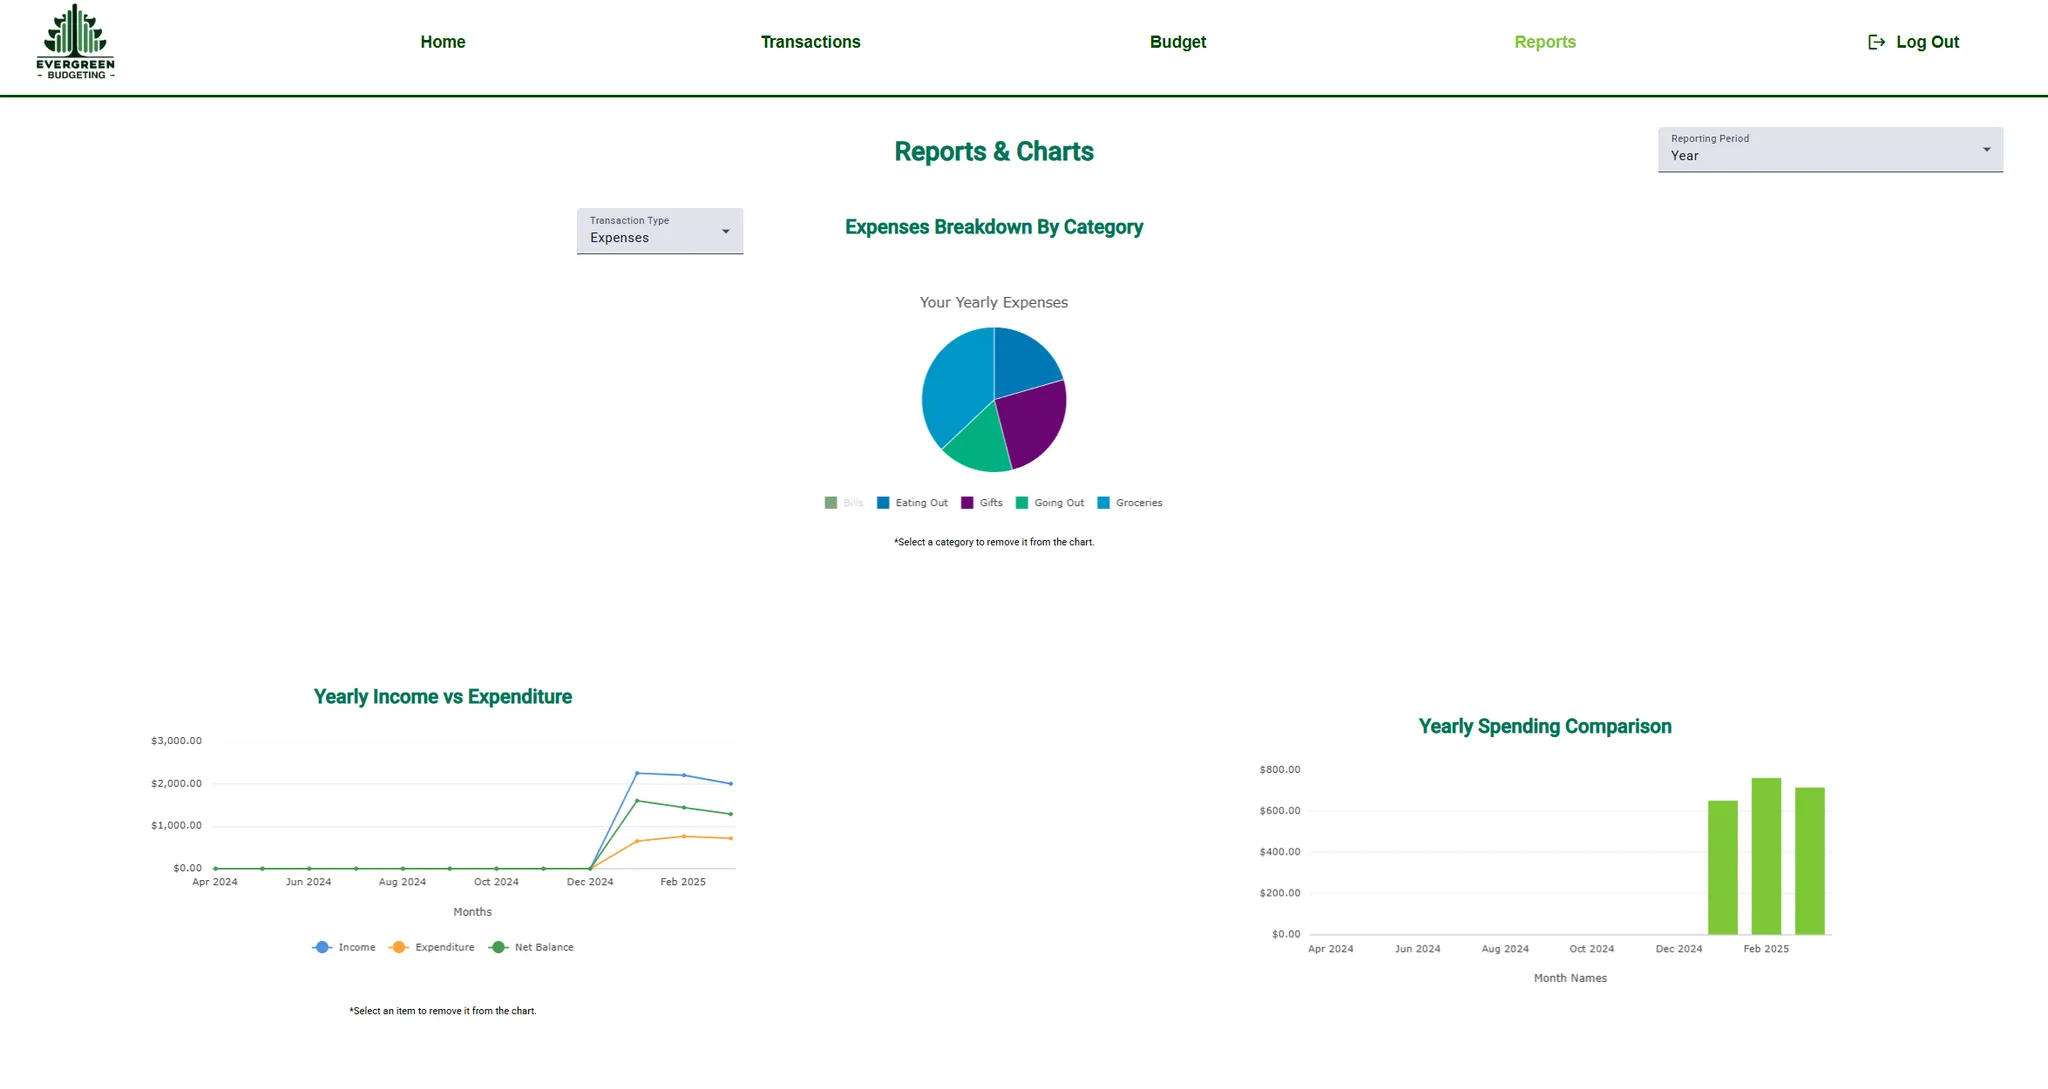 EVERGREEN
- BUDGETING -
Home
Transactions
Budget
Reports
Log Out
Reports & Charts
Reporting Period
Year
Transaction Type
Expenses
Expenses Breakdown By Category
Your Yearly Expenses
Bills
Eating Out
Gifts
Going Out
Groceries
*Select a category to remove it from the chart.
Yearly Income vs Expenditure
$3,000.00
$2,000.00
$1,000.00
$0.00
Apr 2024
Jun 2024
Aug 2024
Oct 2024
Dec 2024
Feb 2025
Months
Income
Expenditure
Net Balance
*Select an item to remove it from the chart.
Yearly Spending Comparison
$800.00
$600.00
$400.00
$200.00
$0.00
Apr 2024
Jun 2024
Aug 2024
Oct 2024
Dec 2024
Feb 2025
Month Names